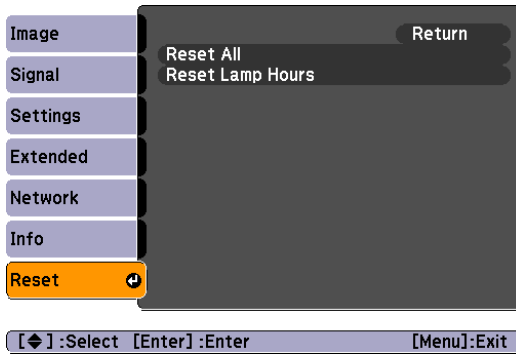 Image
Signal
Settings
Extended
Network
Info
Reset
Return
Reset All
Reset Lamp Hours
[◆] :Select [Enter] :Enter [Menu]:Exit